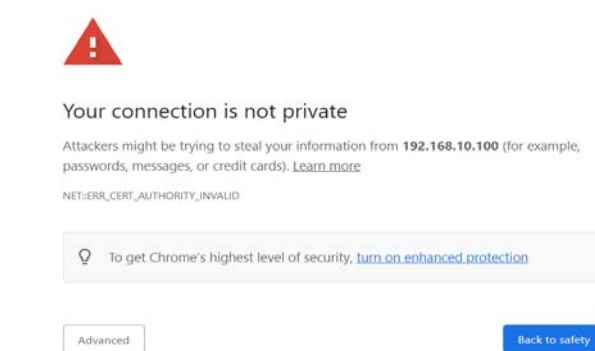 Your connection is not private
Attackers might be trying to steal your information from 192.168.10.100 (for example,
passwords, messages, or credit cards). Learn more
NET::ERR_CERT_AUTHORITY_INVALID
To get Chrome's highest level of security, turn on enhanced protection
Advanced
Back to safety